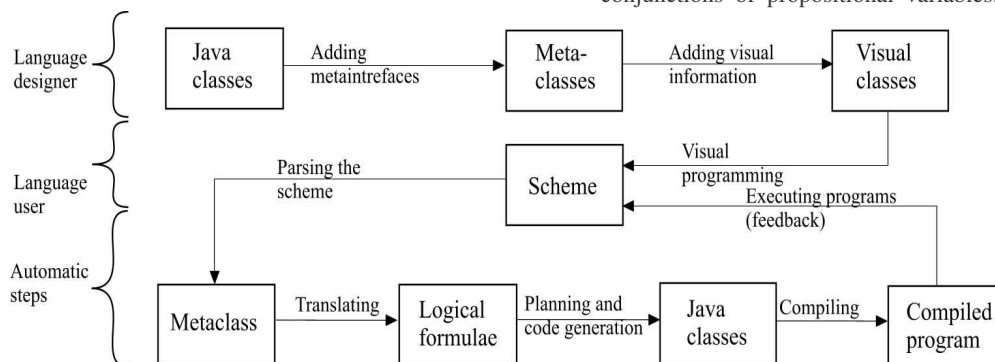 conjunctions of propositional variables.
Language
designer
Java
classes
Adding
metaintrefaces
Meta-
classes
Adding visual
information
Visual
classes
Language
user
Parsing the
scheme
Scheme
Visual
programming
Executing programs
(feedback)
Automatic
steps
Metaclass
Translating
Logical
formulae
Planning and
code generation
Java
classes
Compiling
Compiled
program